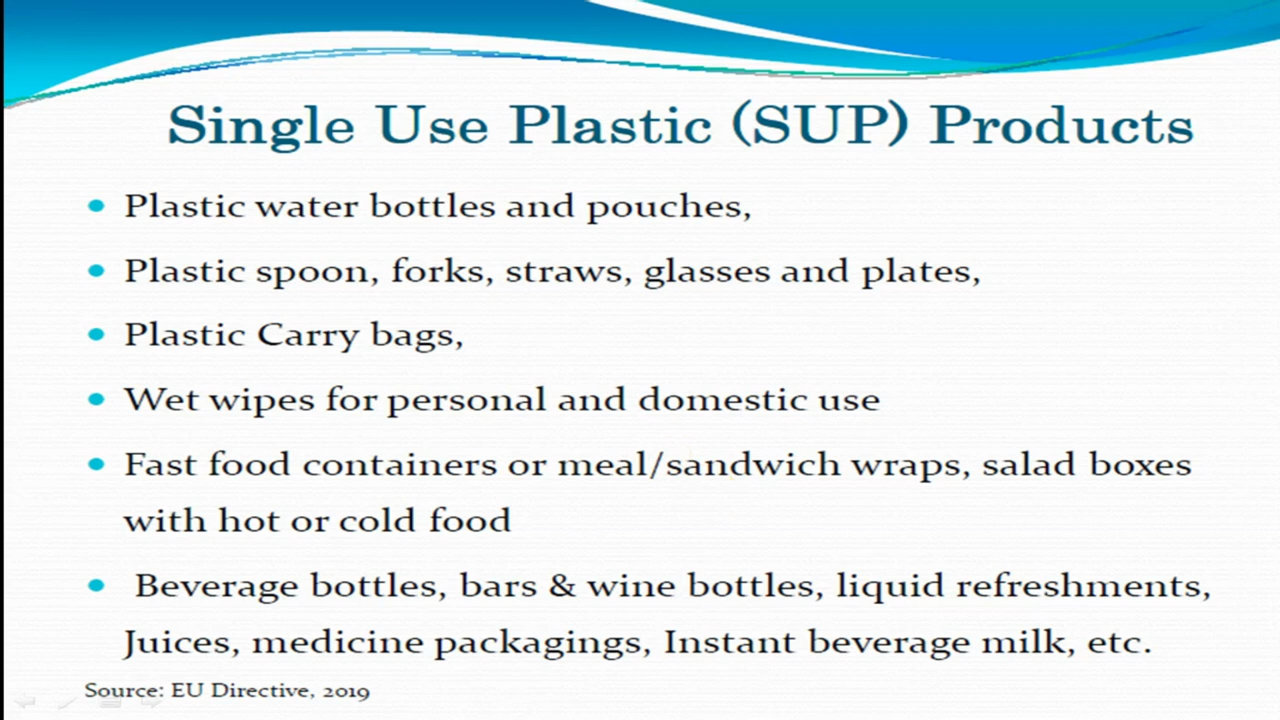 Single Use Plastic (SUP) Products
• Plastic water bottles and pouches,
• Plastic spoon, forks, straws, glasses and plates,
• Plastic Carry bags,
• Wet wipes for personal and domestic use
• Fast food containers or meal/sandwich wraps, salad boxes
with hot or cold food
• Beverage bottles, bars & wine bottles, liquid refreshments,
Juices, medicine packagings, Instant beverage milk, etc.
Source: EU Directive, 2019